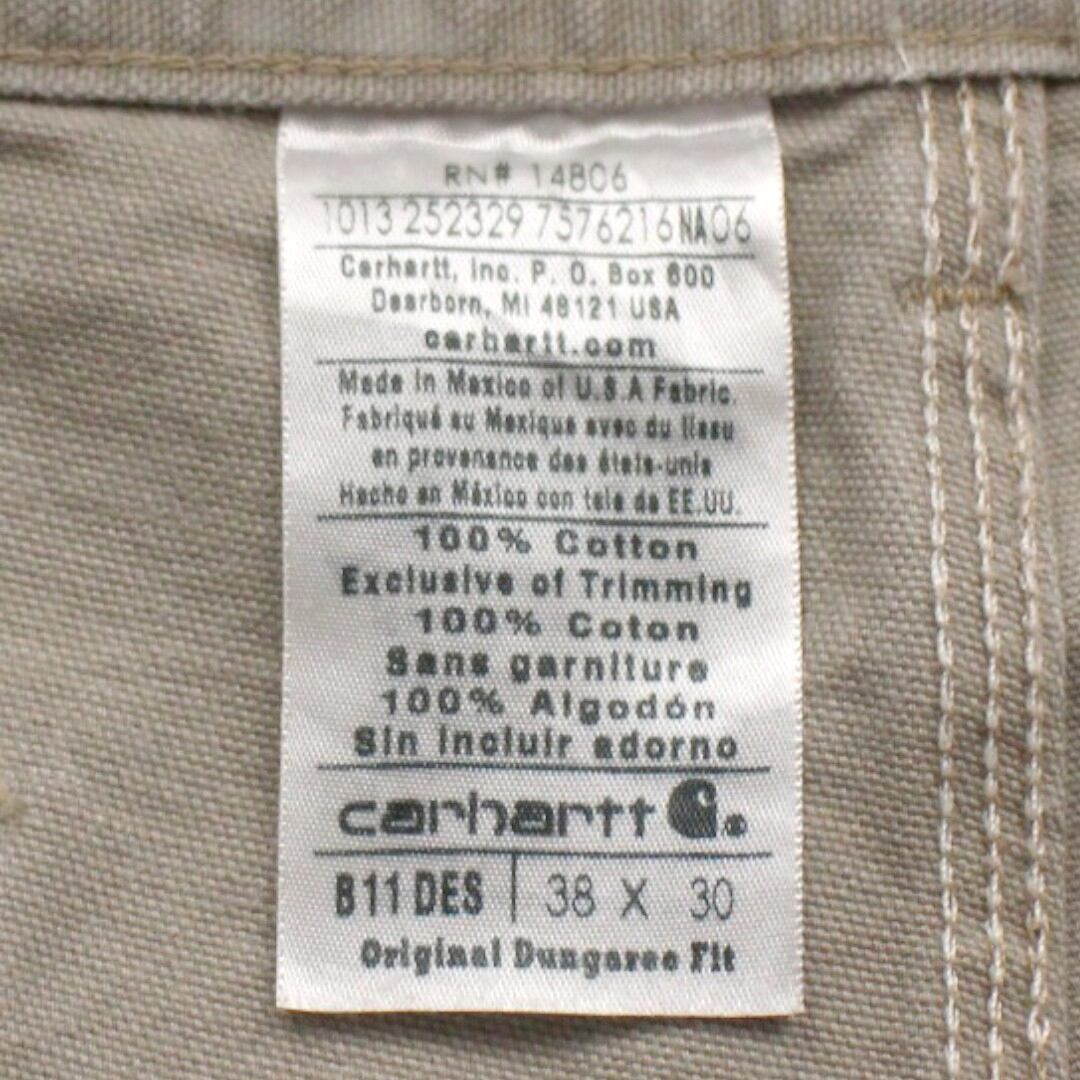 RN# 14806
1013 252329 7576216 NA06
Carhartt, Inc. P. O. Box 600
Dearborn, MI 48121 USA
carhartt.com
Made in Mexico of U.S.A Fabric.
Fabriqué au Mexique avec du tissu
en provenance des états-unis
Hecho en México con tela de EE.UU.
100% Cotton
Exclusive of Trimming
100% Coton
Sans garniture
100% Algodón
Sin incluir adorno
carhartt®
B11 DES | 38 X 30
Original Dungaree Fit